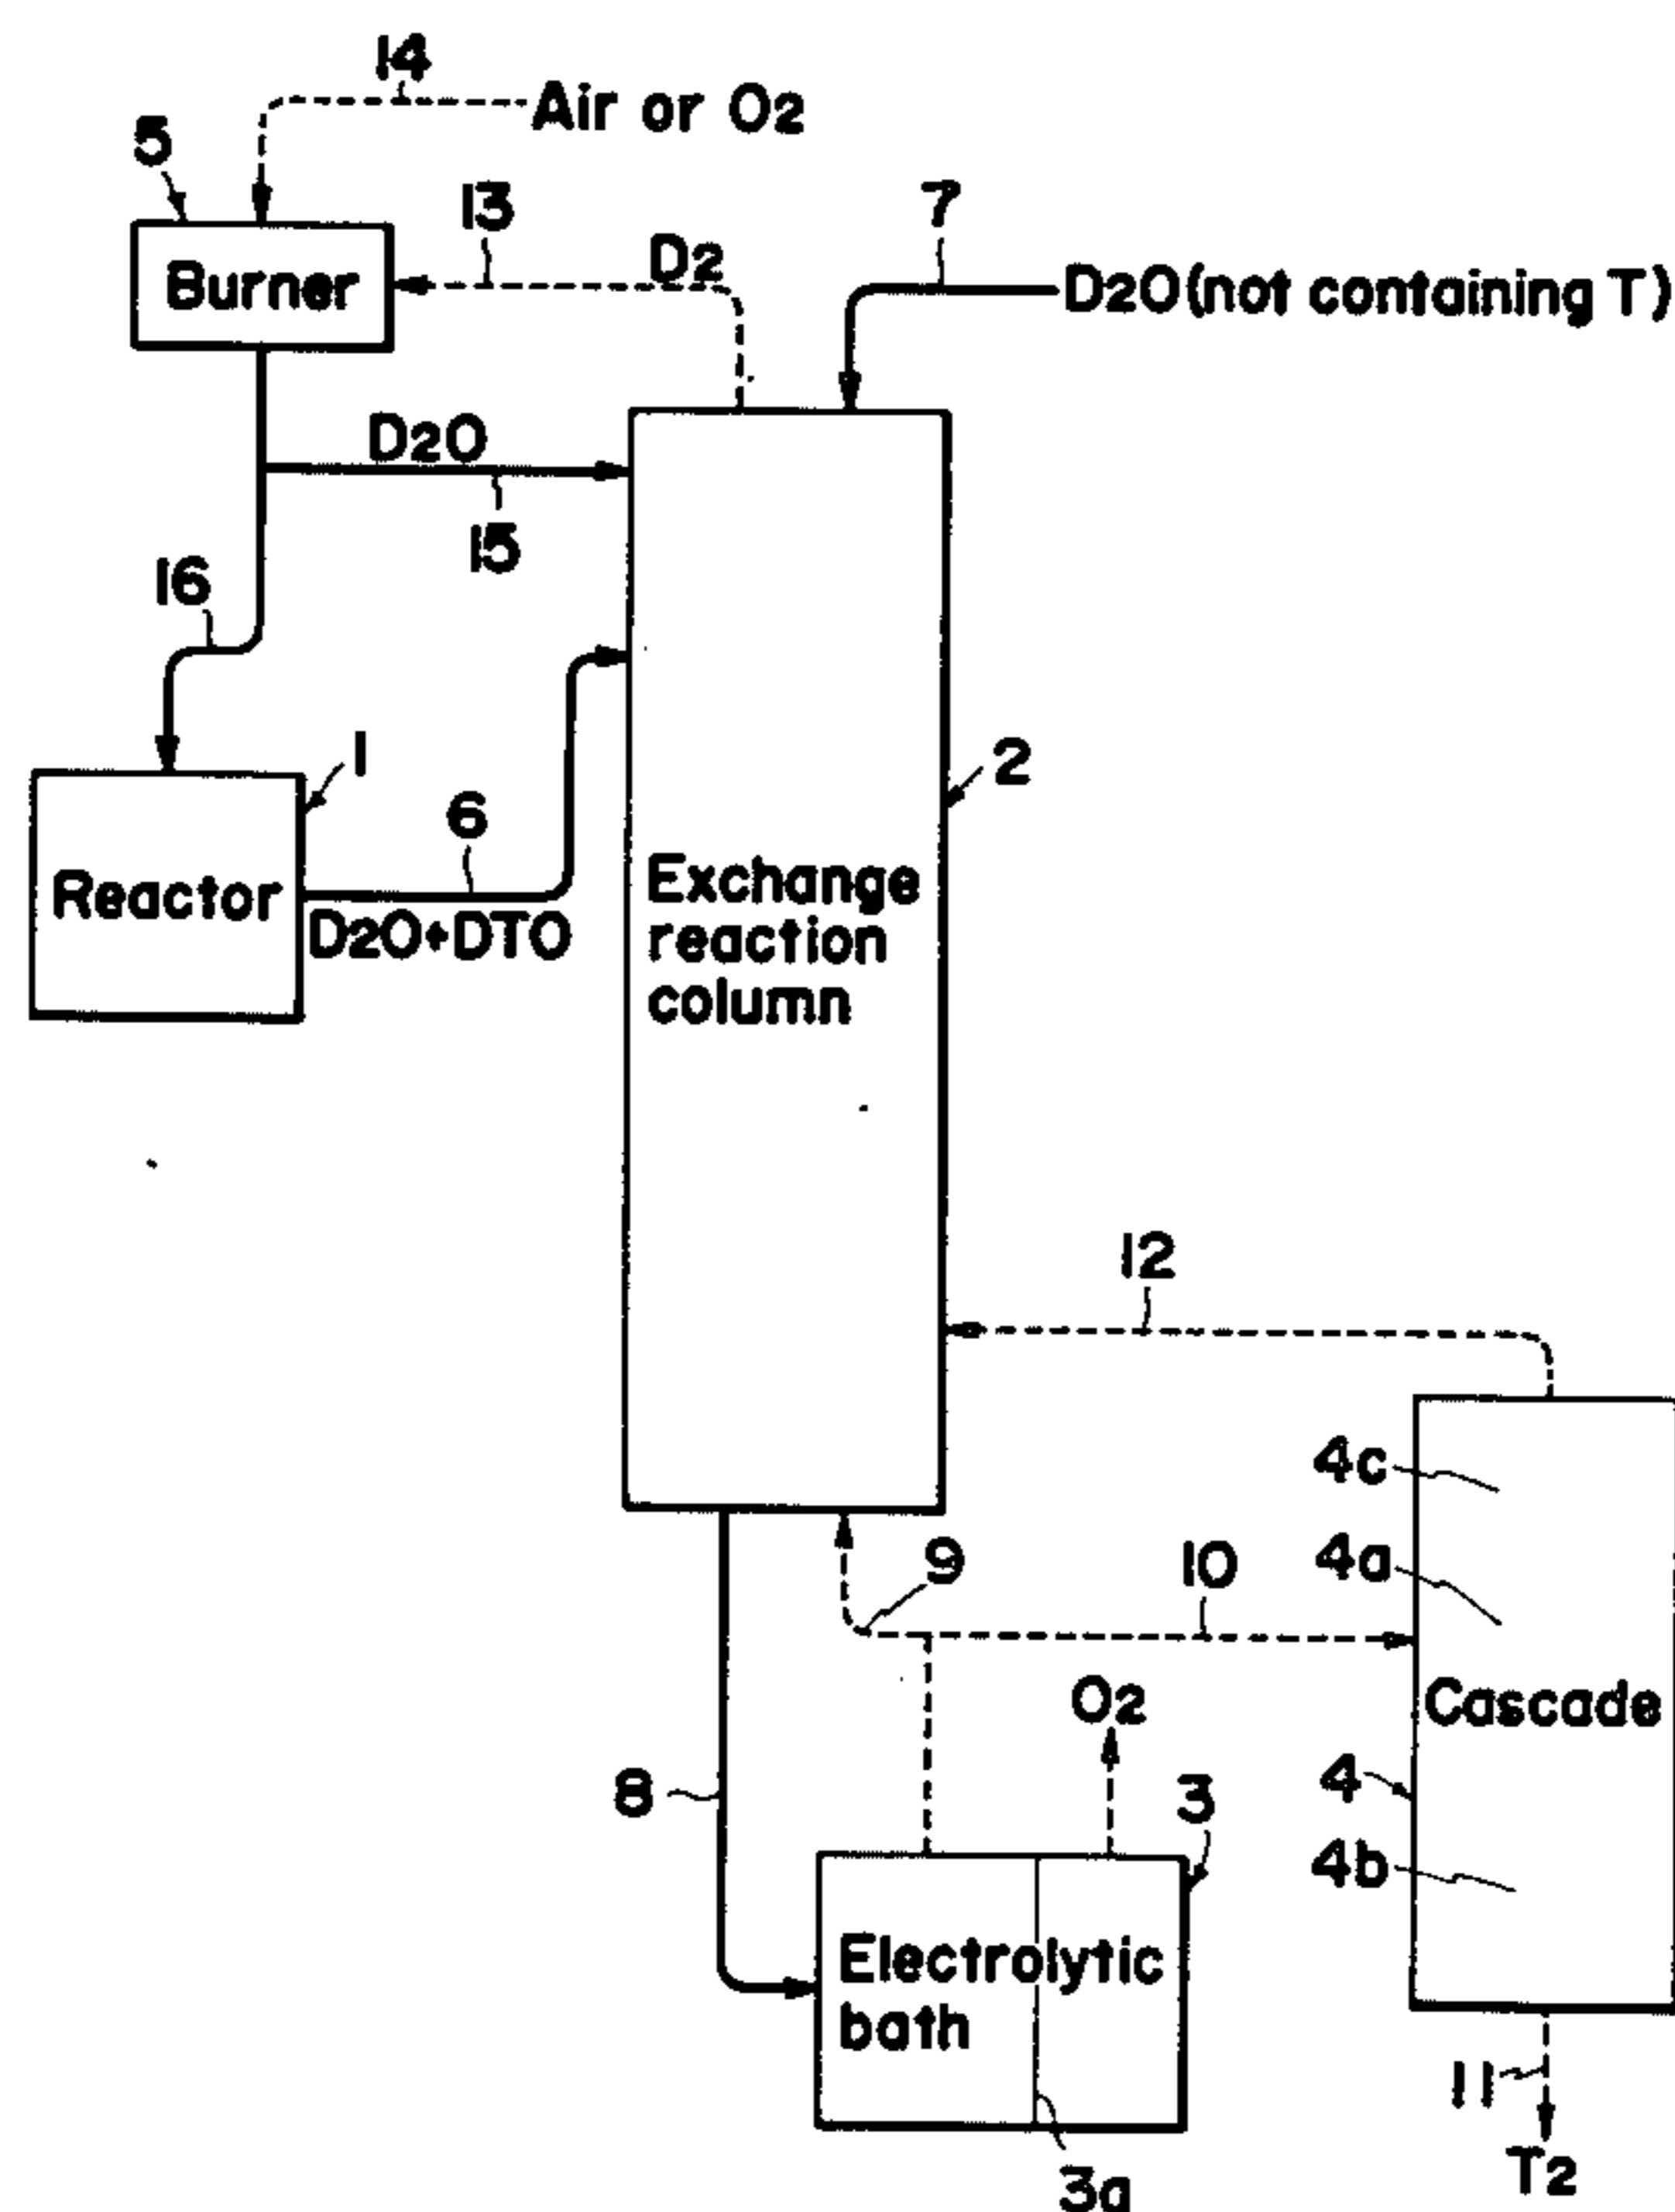 14
Air or O2
5
13
7
Burner
D2
D2O(not containing T)
D2O
15
16
1
2
6
Reactor
D2O+DTO
Exchange
reaction
column
12
4c
4a
9
10
O2
Cascade
8
3
4
4b
Electrolytic
bath
11
3a
T2